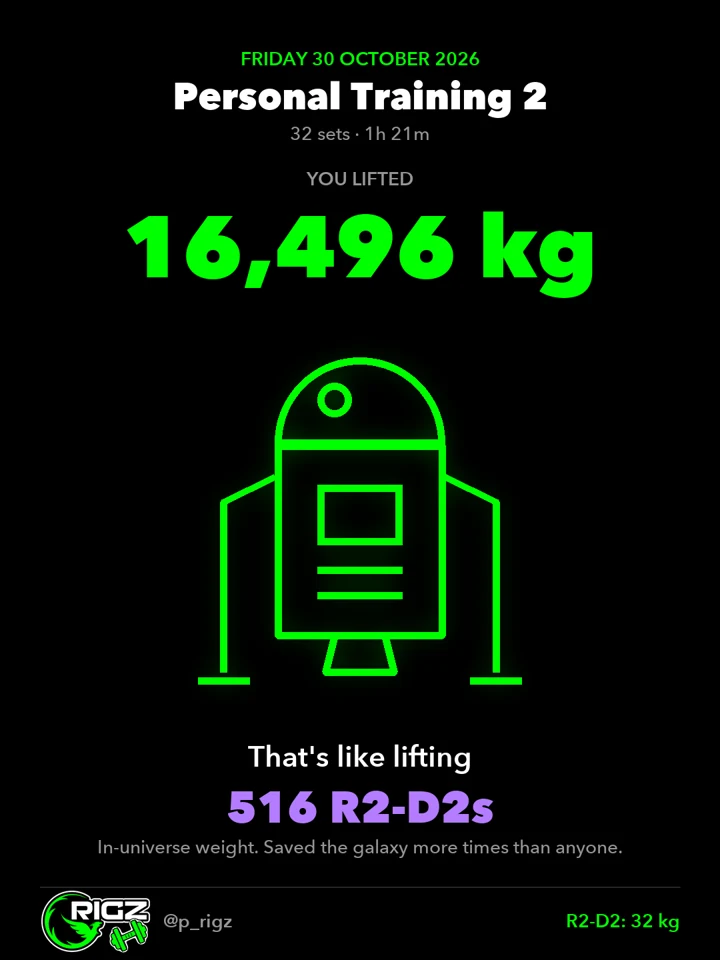 FRIDAY 30 OCTOBER 2026
Personal Training 2
32 sets · 1h 21m
YOU LIFTED
16,496 kg
That's like lifting
516 R2-D2s
In-universe weight. Saved the galaxy more times than anyone.
RIGZ
@p_rigz
R2-D2: 32 kg